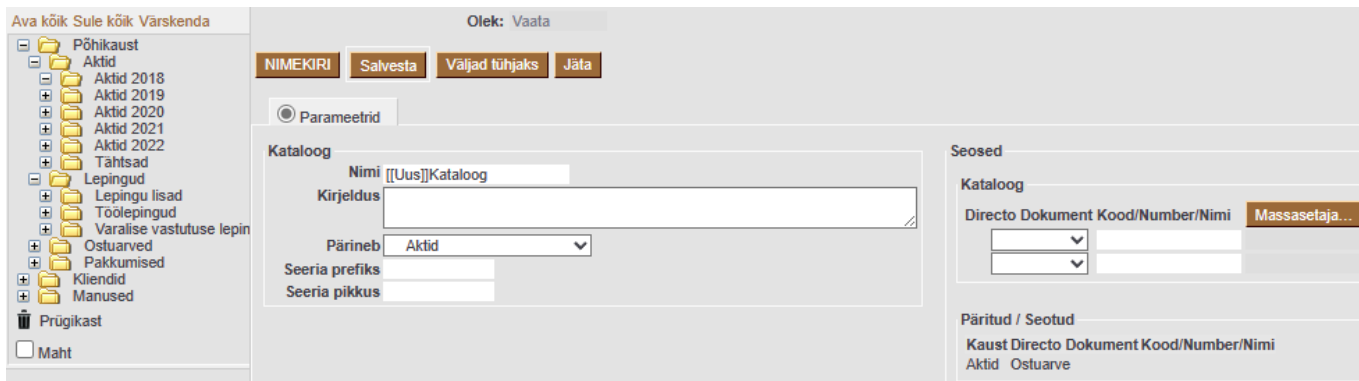 Ava kõik Sule kõik Värskenda
Põhikaust
Aktid
Aktid 2018
Aktid 2019
Aktid 2020
Aktid 2021
Aktid 2022
Tähtsad
Lepingud
Lepingu lisad
Töölepingud
Varalise vastutuse lepin
Ostuarved
Pakkumised
Kliendid
Manused
Prügikast
Maht
Olek: Vaata
NIMEKIRI Salvesta Väljad tühjaks Jäta
Parameetrid
Kataloog
Nimi [[Uus]]Kataloog
Kirjeldus
Pärineb Aktid
Seeria prefiks
Seeria pikkus
Seosed
Kataloog
Directo Dokument Kood/Number/Nimi Massasetaja...
Päritud / Seotud
Kaust Directo Dokument Kood/Number/Nimi
Aktid Ostuarve